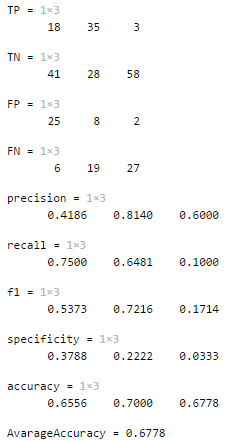 TP = 1×3
18 35 3
TN = 1×3
41 28 58
FP = 1×3
25 8 2
FN = 1×3
6 19 27
precision = 1×3
0.4186 0.8140 0.6000
recall = 1×3
0.7500 0.6481 0.1000
f1 = 1×3
0.5373 0.7216 0.1714
specificity = 1×3
0.3788 0.2222 0.0333
accuracy = 1×3
0.6556 0.7000 0.6778
AvarageAccuracy = 0.6778